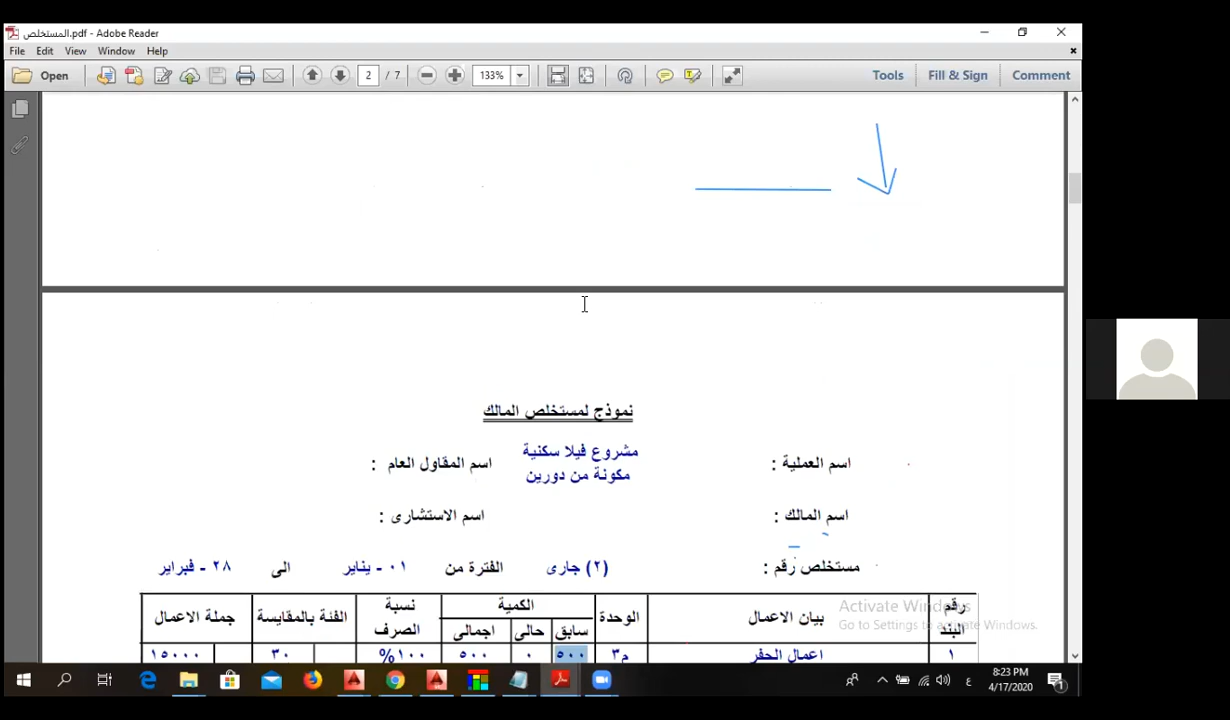 المستخلص.pdf - Adobe Reader
File Edit View Window Help
Open 2 / 7 133% Tools Fill & Sign Comment
نموذج لمستخلص المالك
اسم العملية : مشروع فيلا سكنية مكونة من دورين اسم المقاول العام :
اسم المالك : اسم الاستشارى :
مستخلص رقم : (٢) جارى الفترة من ٠١ - يناير الى ٢٨ - فبراير
رقم البند بيان الاعمال الوحدة الكمية نسبة الصرف الفئة بالمقايسة جملة الاعمال
سابق حالى اجمالى
١ اعمال الحفر م٣ ٥٠٠ ٠ ٥٠٠ ١٠٠% ٣٠ ١٥٠٠٠
Activate Windows
Go to Settings to activate Windows.
ع
8:23 PM
4/17/2020